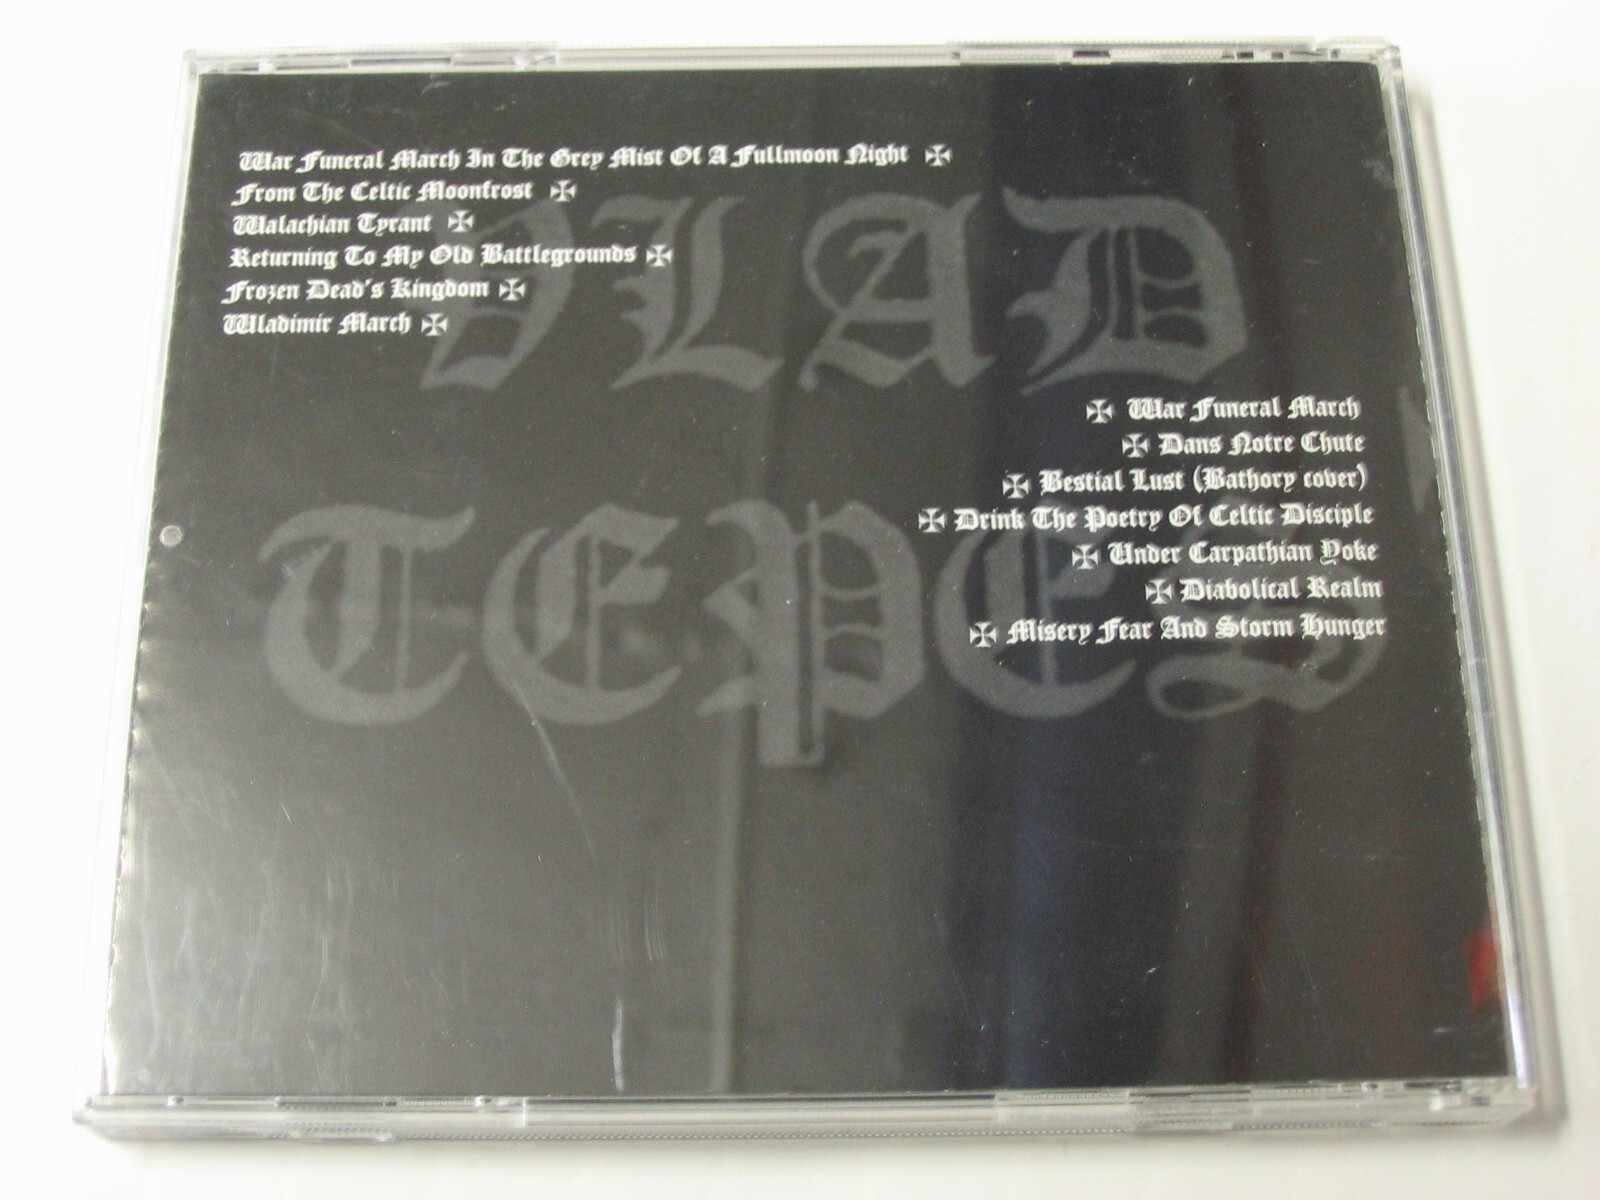 War Funeral March In The Grey Mist Of A Fullmoon Night
From The Celtic Moonfrost
Walachian Tyrant
Returning To My Old Battlegrounds
Frozen Dead's Kingdom
Wladimir March
VLAD
TEPES
War Funeral March
Dans Notre Chute
Bestial Lust (Bathory cover)
Drink The Poetry Of Celtic Disciple
Under Carpathian Yoke
Diabolical Realm
Misery Fear And Storm Hunger